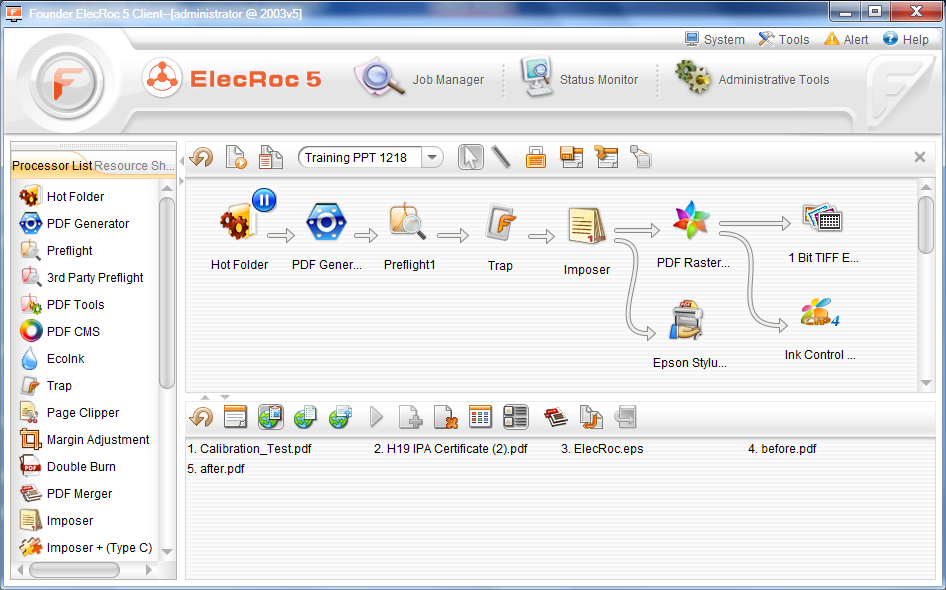 Founder ElecRoc 5 Client--[administrator @ 2003v5]
System Tools Alert Help
ElecRoc 5
Job Manager Status Monitor Administrative Tools
Processor List Resource Sh...
Training PPT 1218
Hot Folder
PDF Generator
Preflight
3rd Party Preflight
PDF Tools
PDF CMS
EcoInk
Trap
Page Clipper
Margin Adjustment
Double Burn
PDF Merger
Imposer
Imposer + (Type C)
Hot Folder
PDF Gener...
Preflight1
Trap
Imposer
PDF Raster...
1 Bit TIFF E...
Epson Stylu...
Ink Control ...
1. Calibration_Test.pdf
2. H19 IPA Certificate (2).pdf
3. ElecRoc.eps
4. before.pdf
5. after.pdf